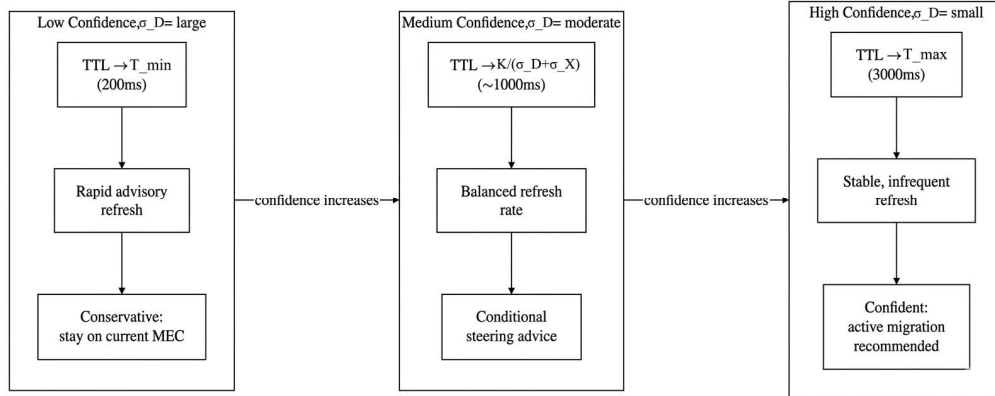 Low Confidence,σ_D= large
TTL →T_min
(200ms)
Rapid advisory
refresh
Conservative:
stay on current MEC
confidence increases
Medium Confidence,σ_D= moderate
TTL →K/(σ_D+σ_X)
(~1000ms)
Balanced refresh
rate
Conditional
steering advice
confidence increases
High Confidence,σ_D= small
TTL →T_max
(3000ms)
Stable, infrequent
refresh
Confident:
active migration
recommended